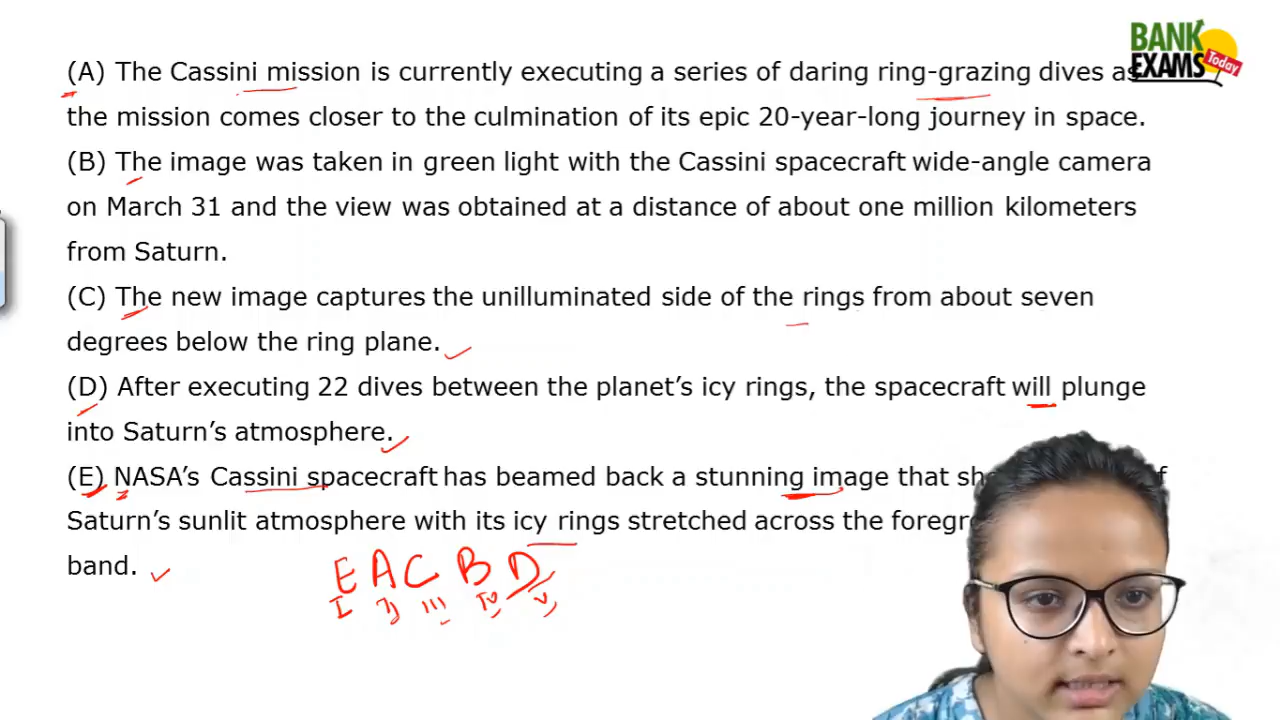 BANK
EXAMS Today
(A) The Cassini mission is currently executing a series of daring ring-grazing dives as
the mission comes closer to the culmination of its epic 20-year-long journey in space.
(B) The image was taken in green light with the Cassini spacecraft wide-angle camera
on March 31 and the view was obtained at a distance of about one million kilometers
from Saturn.
(C) The new image captures the unilluminated side of the rings from about seven
degrees below the ring plane.
(D) After executing 22 dives between the planet’s icy rings, the spacecraft will plunge
into Saturn’s atmosphere.
(E) NASA’s Cassini spacecraft has beamed back a stunning image that
Saturn’s sunlit atmosphere with its icy rings stretched across the
band.
E A C B D
I II III IV V